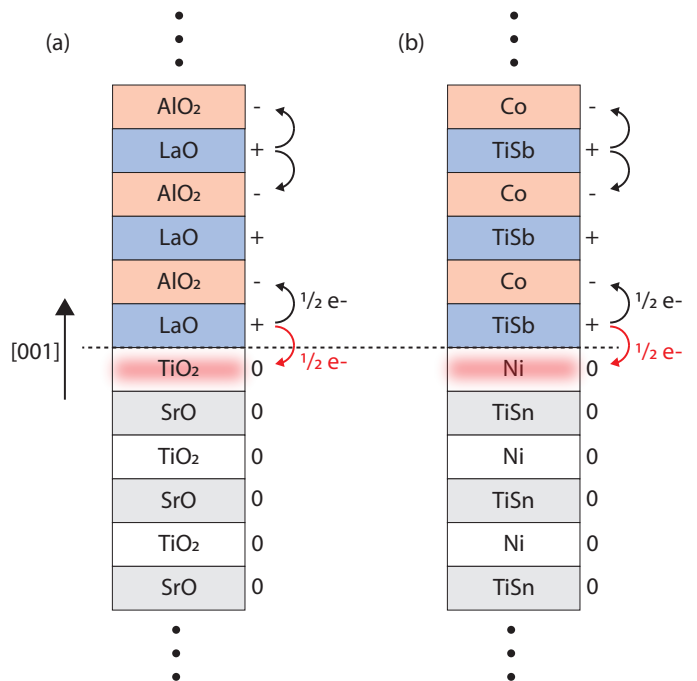 (a)
AlO₂ -
LaO +
AlO₂ -
LaO +
AlO₂ -
½ e-
LaO +
½ e-
TiO₂ 0
SrO 0
TiO₂ 0
SrO 0
TiO₂ 0
SrO 0
[001]
(b)
Co -
TiSb +
Co -
TiSb +
Co -
½ e-
TiSb +
½ e-
Ni 0
TiSn 0
Ni 0
TiSn 0
Ni 0
TiSn 0